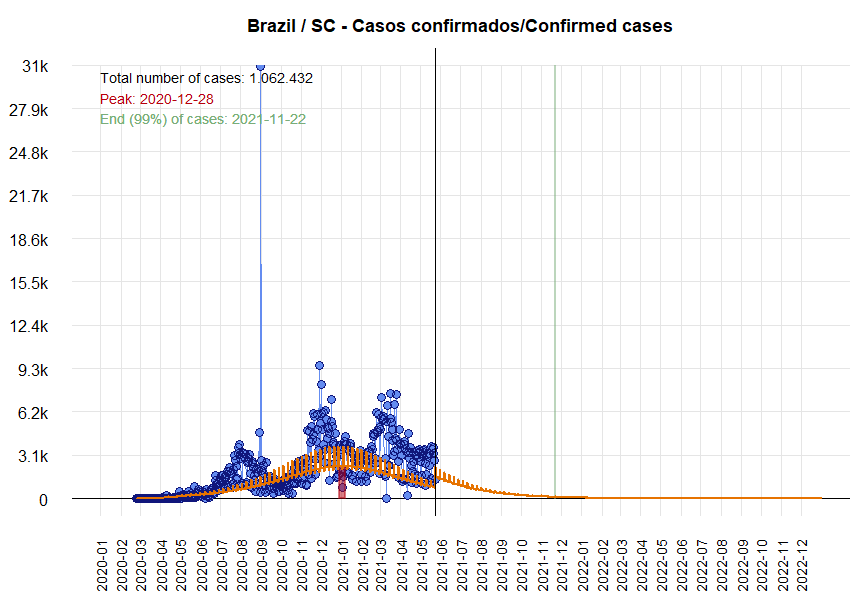 Brazil / SC - Casos confirmados/Confirmed cases
31k
27.9k
24.8k
21.7k
18.6k
15.5k
12.4k
9.3k
6.2k
3.1k
0
Total number of cases: 1.062.432
Peak: 2020-12-28
End (99%) of cases: 2021-11-22
2020-01
2020-02
2020-03
2020-04
2020-05
2020-06
2020-07
2020-08
2020-09
2020-10
2020-11
2020-12
2021-01
2021-02
2021-03
2021-04
2021-05
2021-06
2021-07
2021-08
2021-09
2021-10
2021-11
2021-12
2022-01
2022-02
2022-03
2022-04
2022-05
2022-06
2022-07
2022-08
2022-09
2022-10
2022-11
2022-12